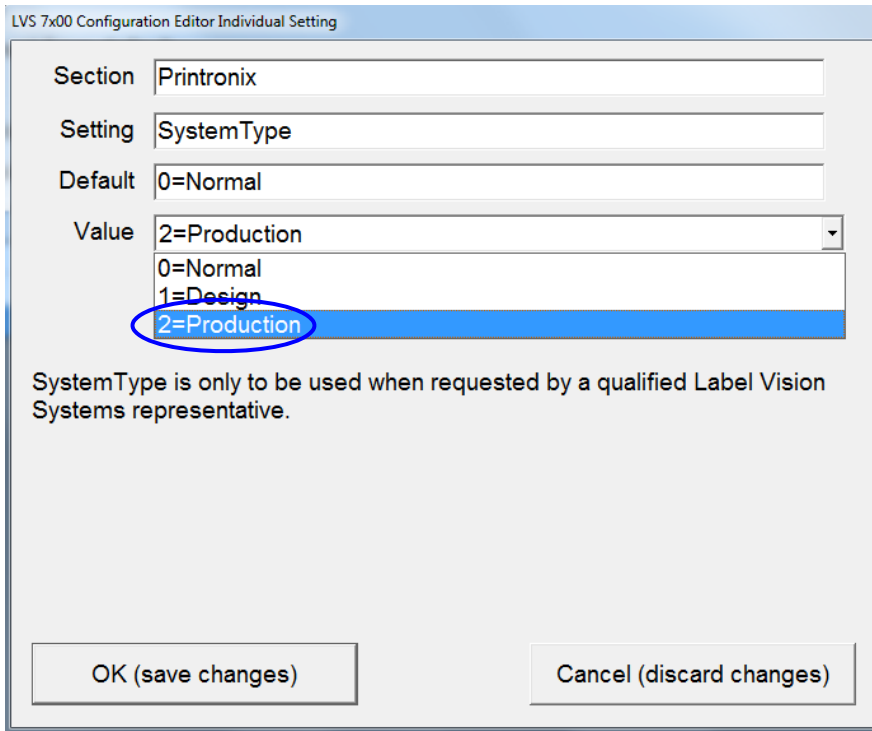 LVS 7x00 Configuration Editor Individual Setting
Section Printronix
Setting SystemType
Default 0=Normal
Value 2=Production
0=Normal
1=Design
2=Production
SystemType is only to be used when requested by a qualified Label Vision
Systems representative.
OK (save changes) Cancel (discard changes)